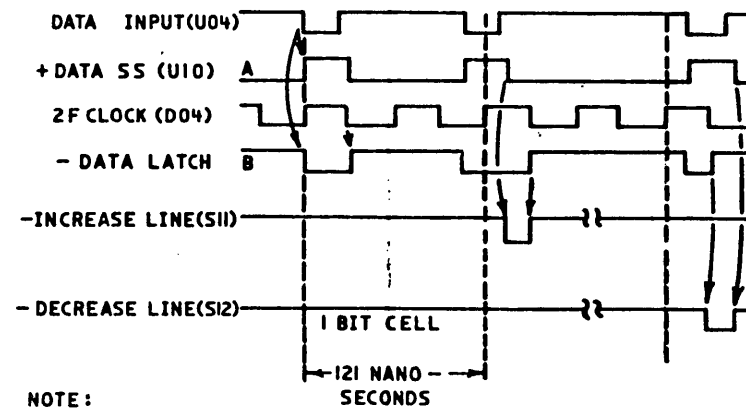 DATA INPUT(U04)
+DATA SS (U10) A
2F CLOCK (D04)
- DATA LATCH B
-INCREASE LINE(S11)
- DECREASE LINE(S12)
1 BIT CELL
121 NANO
SECONDS
NOTE: